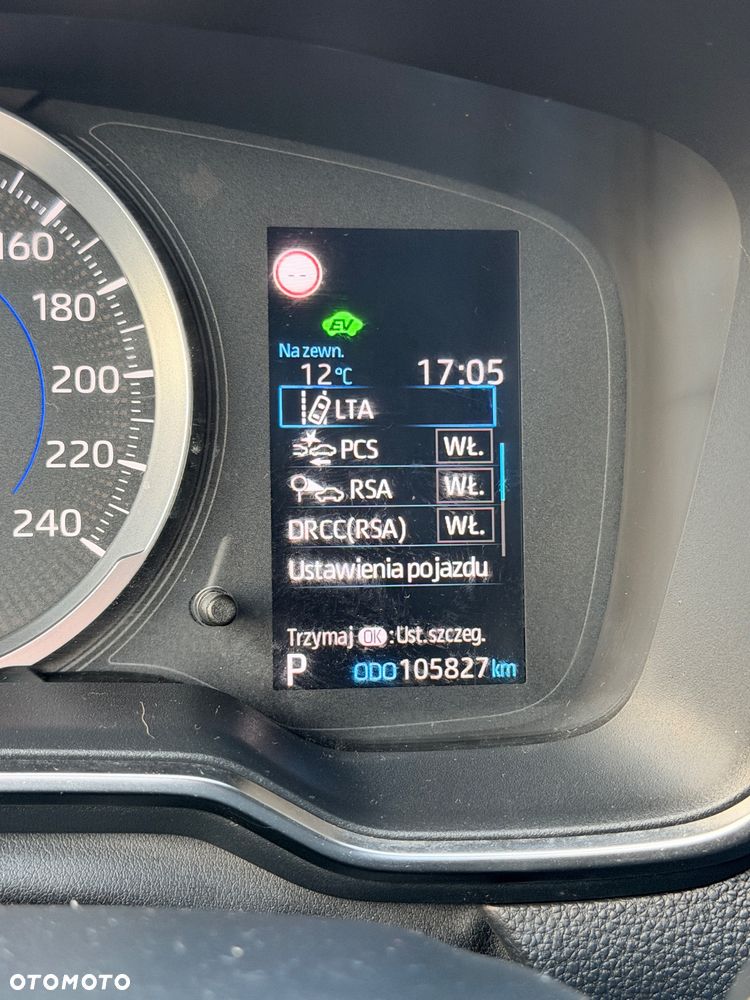 160
180
200
220
240
EV
Na zewn.
12°C 17:05
LTA
PCS WŁ.
RSA WŁ.
DRCC(RSA) WŁ.
Ustawienia pojazdu
Trzymaj OK : Ust. szczeg.
P ODO 105827 km
OTOMOTO